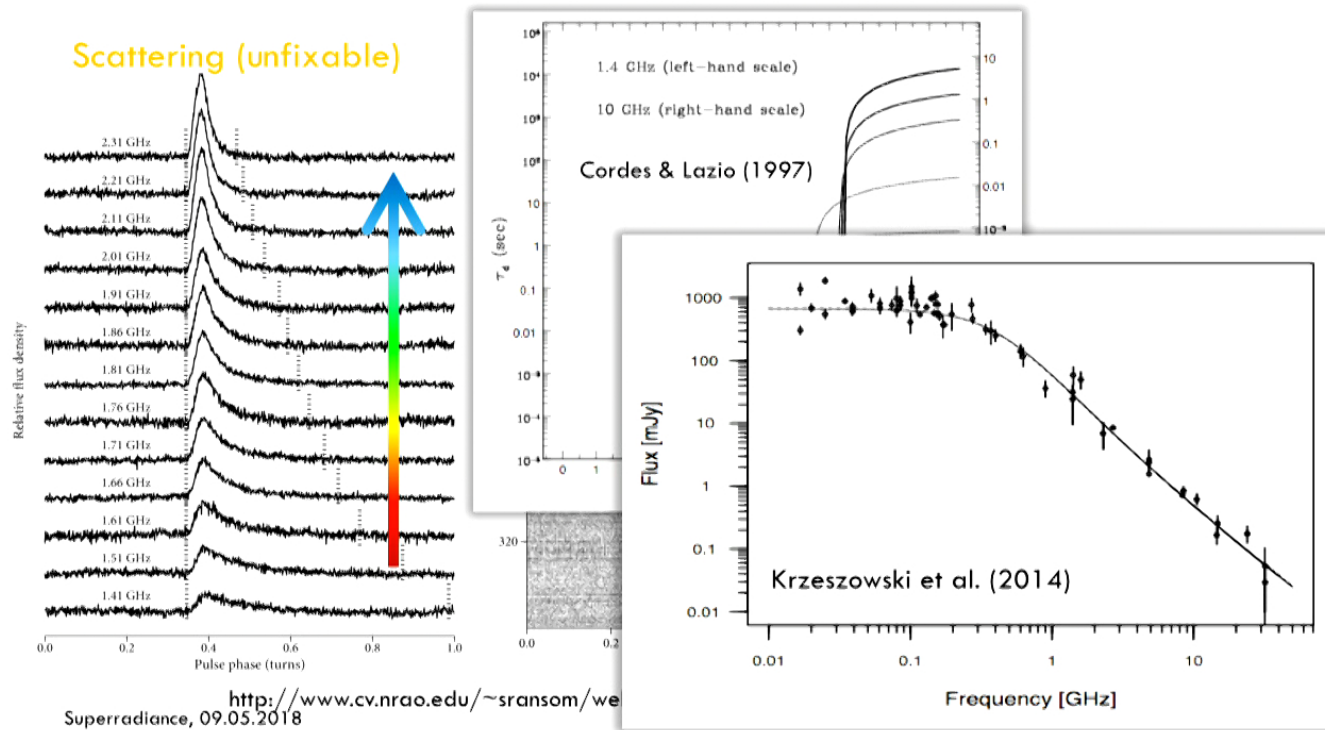 Scattering (unfixable)
2.31 GHz
2.21 GHz
2.11 GHz
2.01 GHz
1.91 GHz
1.86 GHz
1.81 GHz
1.76 GHz
1.71 GHz
1.66 GHz
1.61 GHz
1.51 GHz
1.41 GHz
Relative flux density
0.0 0.2 0.4 0.6 0.8 1.0
Pulse phase (turns)
1.4 GHz (left-hand scale)
10 GHz (right-hand scale)
Cordes & Lazio (1997)
τd (sec)
10
1
0.1
0.01
0 1
10
1
0.1
0.01
320
0.0 0.2
1000
100
10
1
0.1
0.01
Flux [mJy]
Krzeszowski et al. (2014)
0.01 0.1 1 10
Frequency [GHz]
http://www.cv.nrao.edu/~sransom/we
Superradiance, 09.05.2018